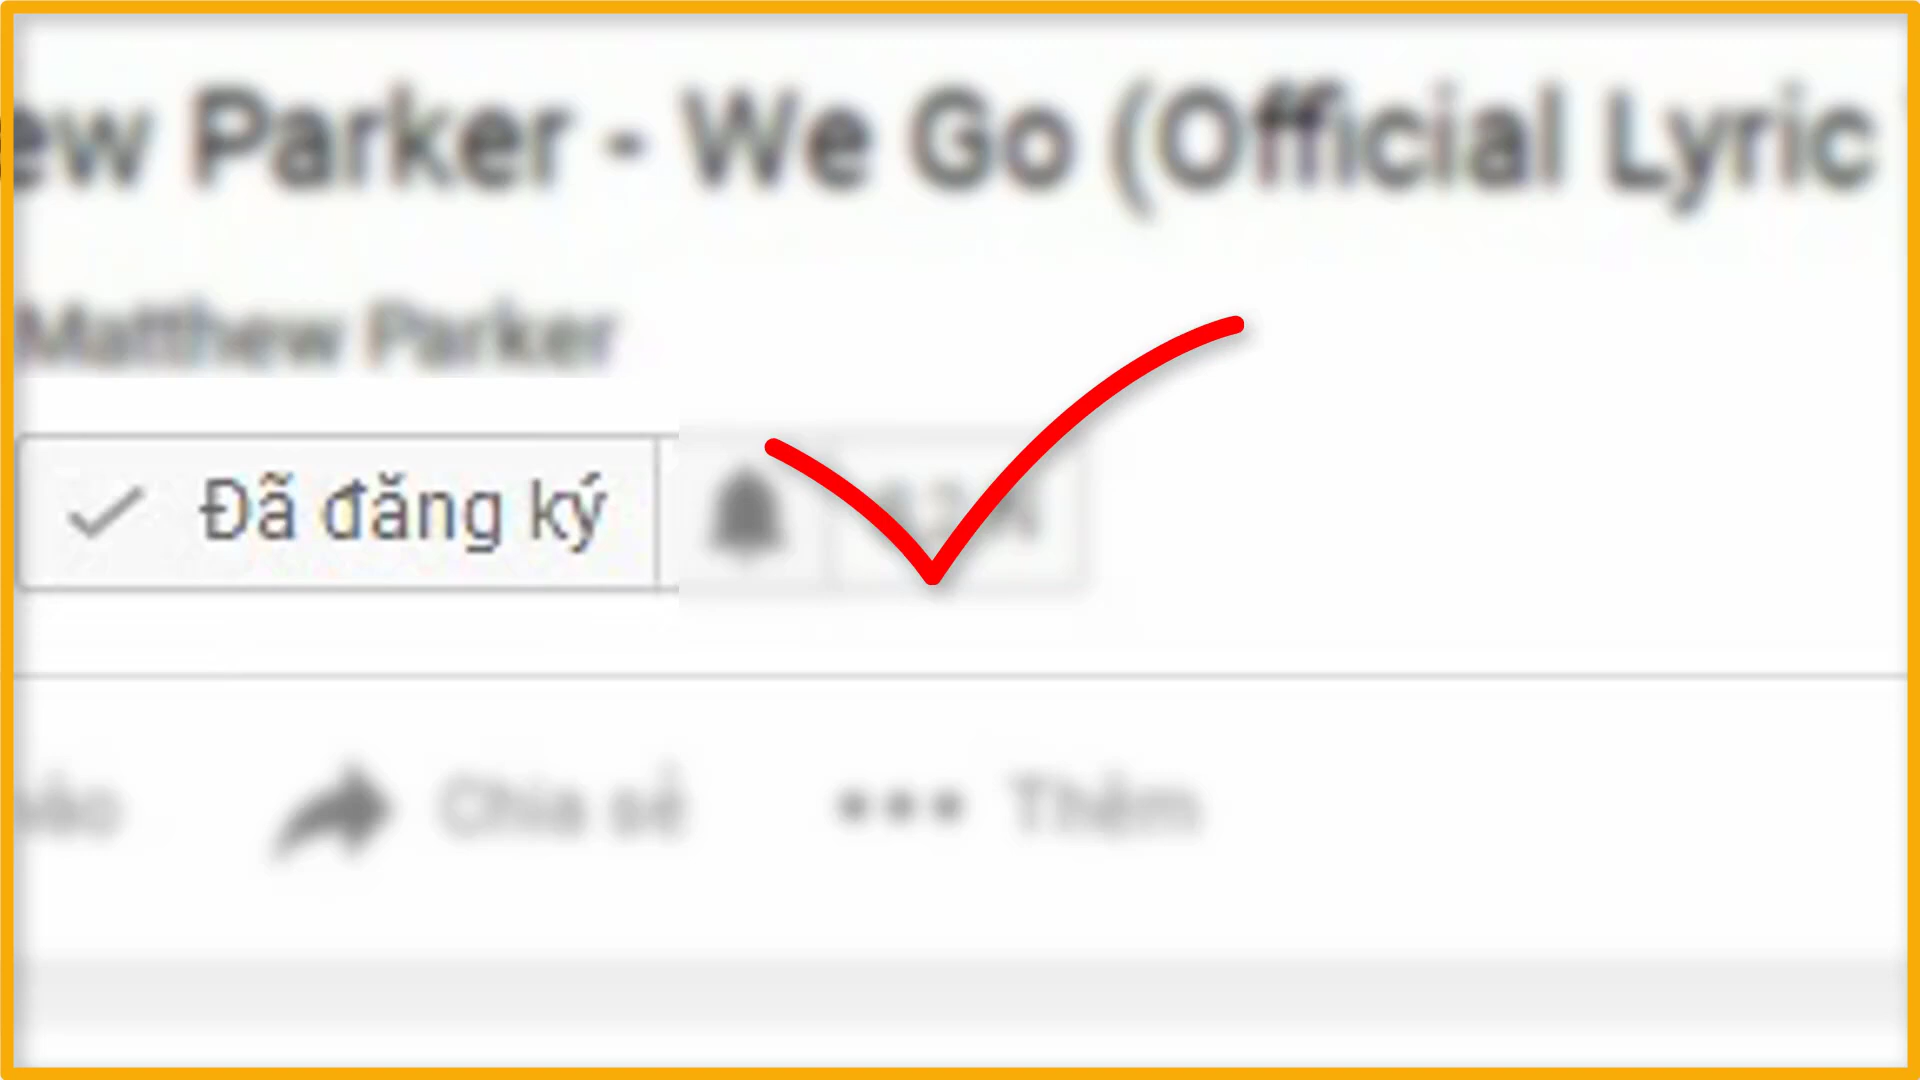 ew Parker - We Go (Official Lyric
Matthew Parker
Đã đăng ký
Chia sẻ
Thêm